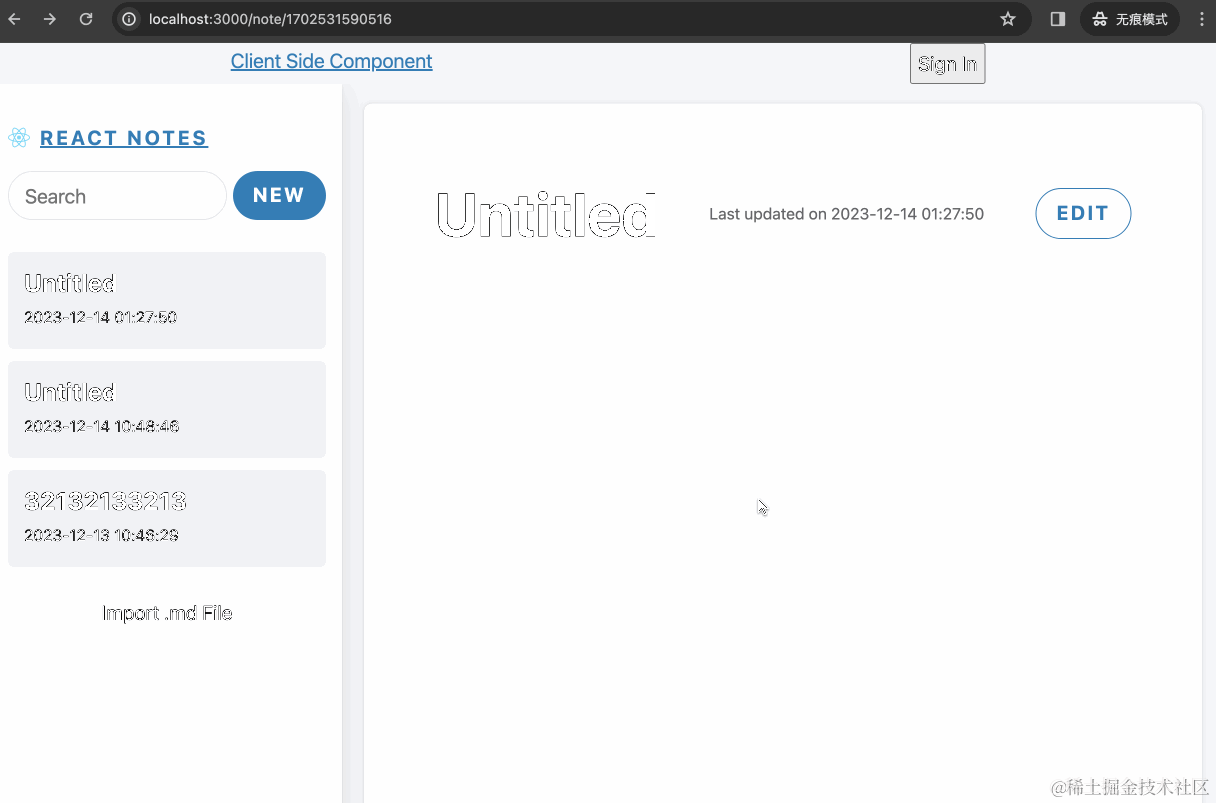 localhost:3000/note/1702531590516
无痕模式
Client Side Component
Sign In
REACT NOTES
Search
NEW
Untitled
2023-12-14 01:27:50
Untitled
2023-12-14 10:48:46
32132133213
2023-12-13 10:46:29
Import .md File
Untitled
Last updated on 2023-12-14 01:27:50
EDIT
@稀土掘金技术社区